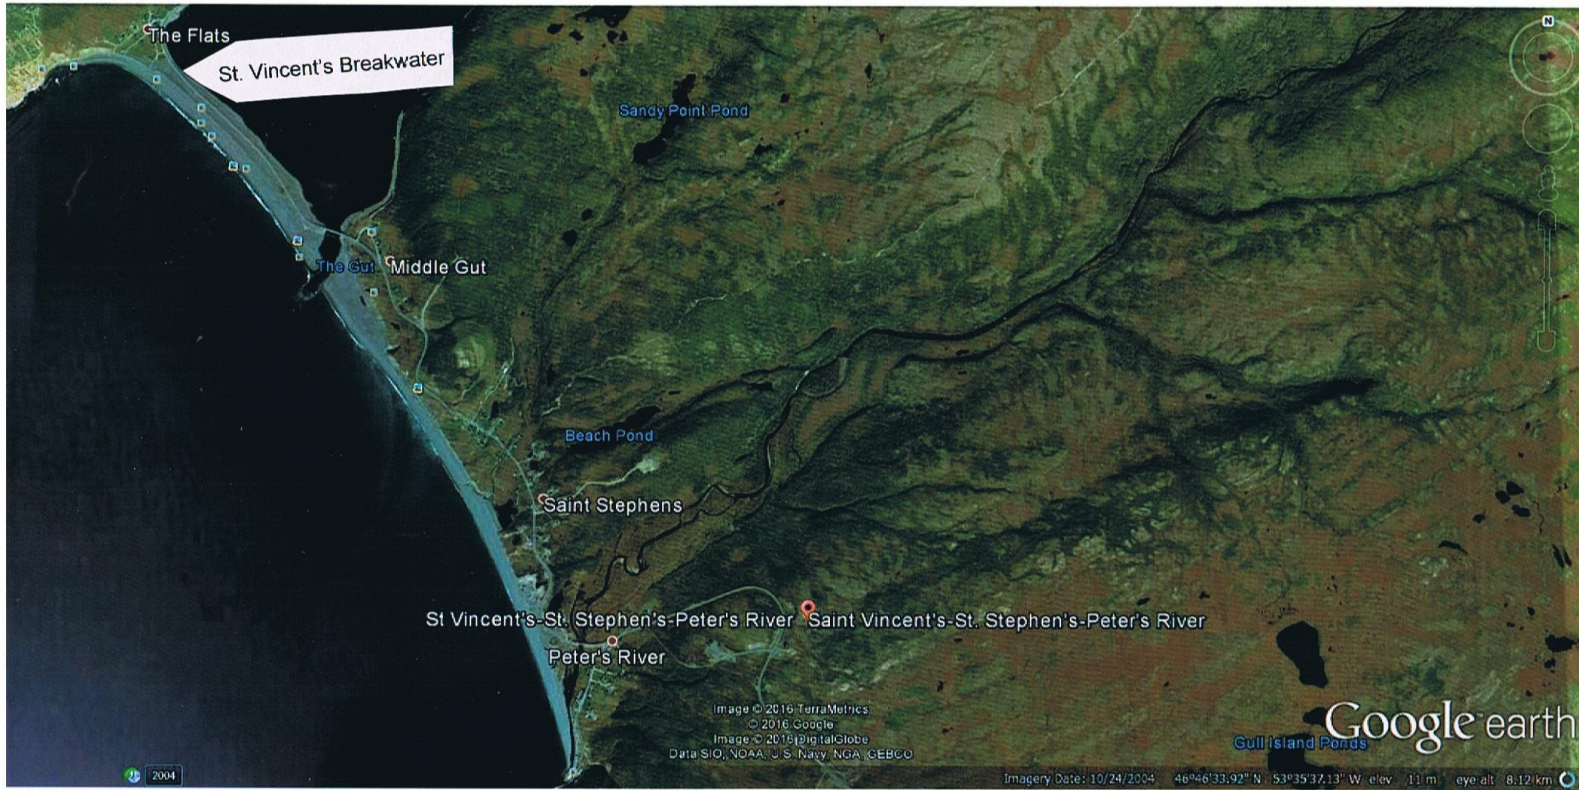 The Flats
St. Vincent's Breakwater
N
Sandy Point Pond
The Gut
Middle Gut
Beach Pond
Saint Stephens
St Vincent's-St. Stephen's-Peter's River
Saint Vincent's-St. Stephen's-Peter's River
Peter's River
Image © 2016 TerraMetrics
© 2016 Google
Image © 2016 DigitalGlobe
Data SIO, NOAA, U.S. Navy, NGA, GEBCO
Google earth
Gull Island Ponds
2004
Imagery Date: 10/24/2004 46°46'33.92" N 53°35'37.13" W elev 11 m eye alt 8.12 km